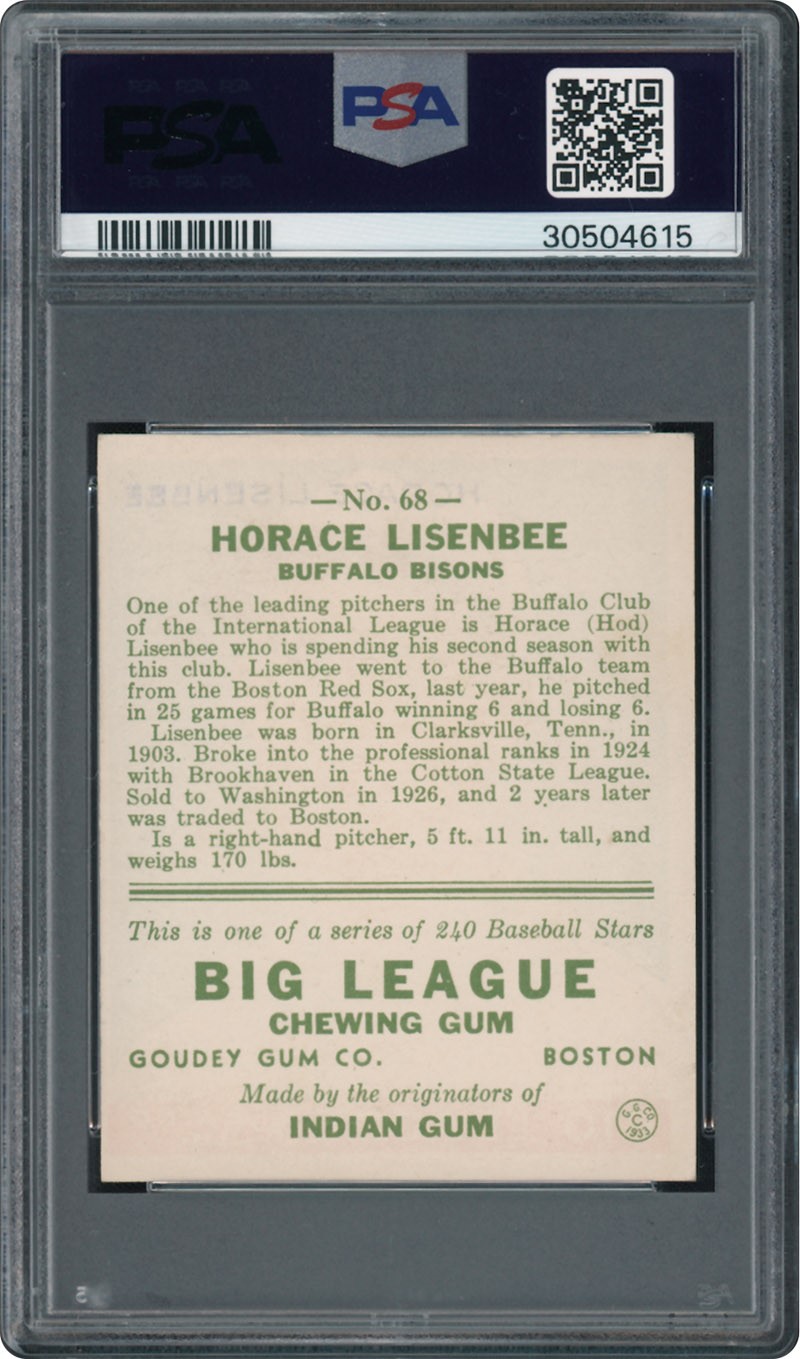 PSA
PSA
30504615
—No. 68—
HORACE LISENBEE
BUFFALO BISONS
One of the leading pitchers in the Buffalo Club
of the International League is Horace (Hod)
Lisenbee who is spending his second season with
this club. Lisenbee went to the Buffalo team
from the Boston Red Sox, last year, he pitched
in 25 games for Buffalo winning 6 and losing 6.
Lisenbee was born in Clarksville, Tenn., in
1903. Broke into the professional ranks in 1924
with Brookhaven in the Cotton State League.
Sold to Washington in 1926, and 2 years later
was traded to Boston.
Is a right-hand pitcher, 5 ft. 11 in. tall, and
weighs 170 lbs.
This is one of a series of 240 Baseball Stars
BIG LEAGUE
CHEWING GUM
GOUDEY GUM CO. BOSTON
Made by the originators of
INDIAN GUM
G. G. CO
C
1933